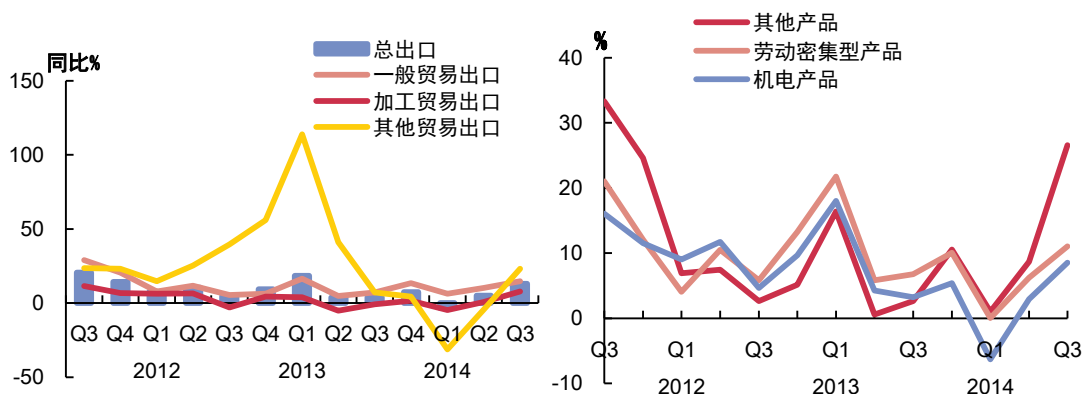 同比%
总出口
一般贸易出口
加工贸易出口
其他贸易出口
150
100
50
0
-50
Q3 Q4 Q1 Q2 Q3 Q4 Q1 Q2 Q3 Q4 Q1 Q2 Q3
2012 2013 2014
%
其他产品
劳动密集型产品
机电产品
40
30
20
10
0
-10
Q3 Q1 Q3 Q1 Q3 Q1 Q3
2012 2013 2014